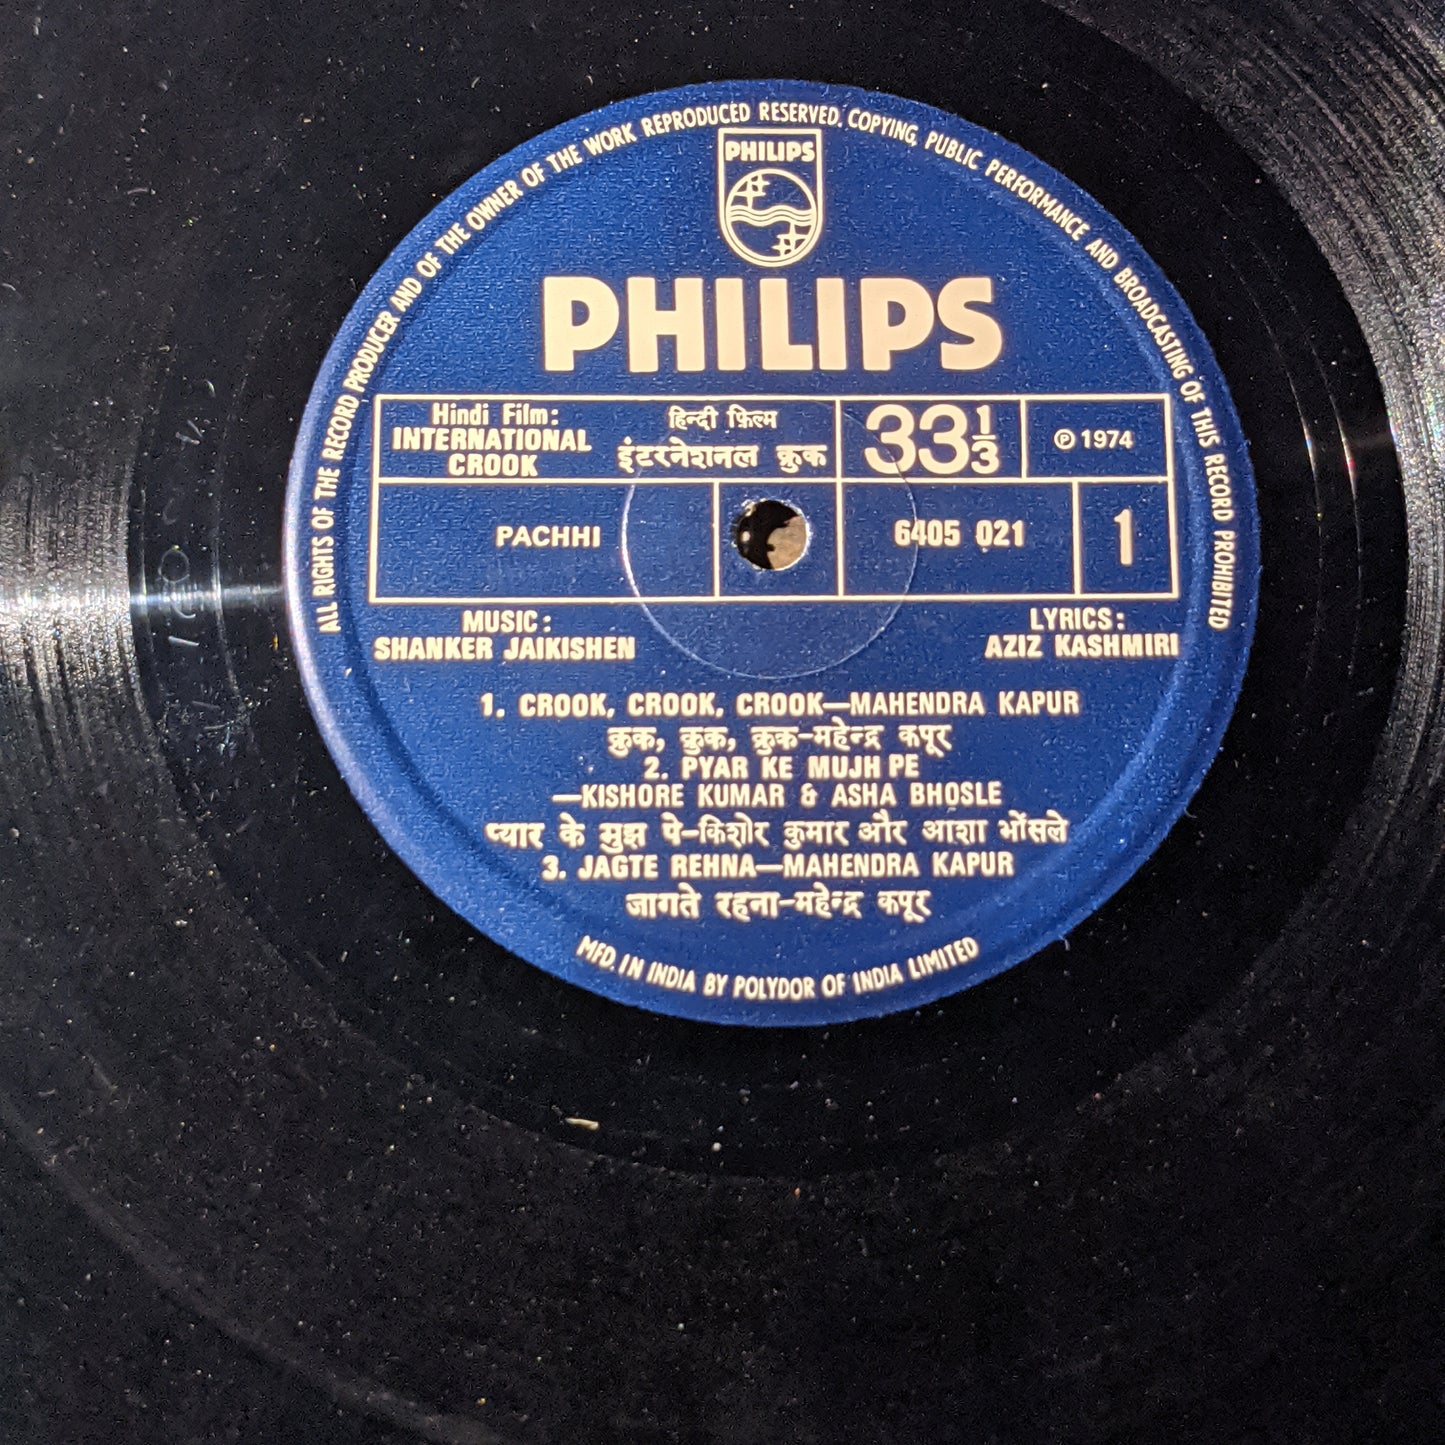 ALL RIGHTS OF THE RECORD PRODUCER AND OF THE OWNER OF THE WORK REPRODUCED RESERVED. COPYING, PUBLIC PERFORMANCE AND BROADCASTING OF THIS RECORD PROHIBITED
PHILIPS
PHILIPS
Hindi Film:
INTERNATIONAL
CROOK
हिन्दी फ़िल्म
इंटरनेशनल क्रुक
33 1/3
Ⓟ 1974
PACHHI
6405 021
1
MUSIC:
SHANKER JAIKISHEN
LYRICS:
AZIZ KASHMIRI
1. CROOK, CROOK, CROOK—MAHENDRA KAPUR
क्रुक, क्रुक, क्रुक-महेन्द्र कपूर
2. PYAR KE MUJH PE
—KISHORE KUMAR & ASHA BHOSLE
प्यार के मुझ पे-किशोर कुमार और आशा भोंसले
3. JAGTE REHNA—MAHENDRA KAPUR
जागते रहना-महेन्द्र कपूर
MFD. IN INDIA BY POLYDOR OF INDIA LIMITED